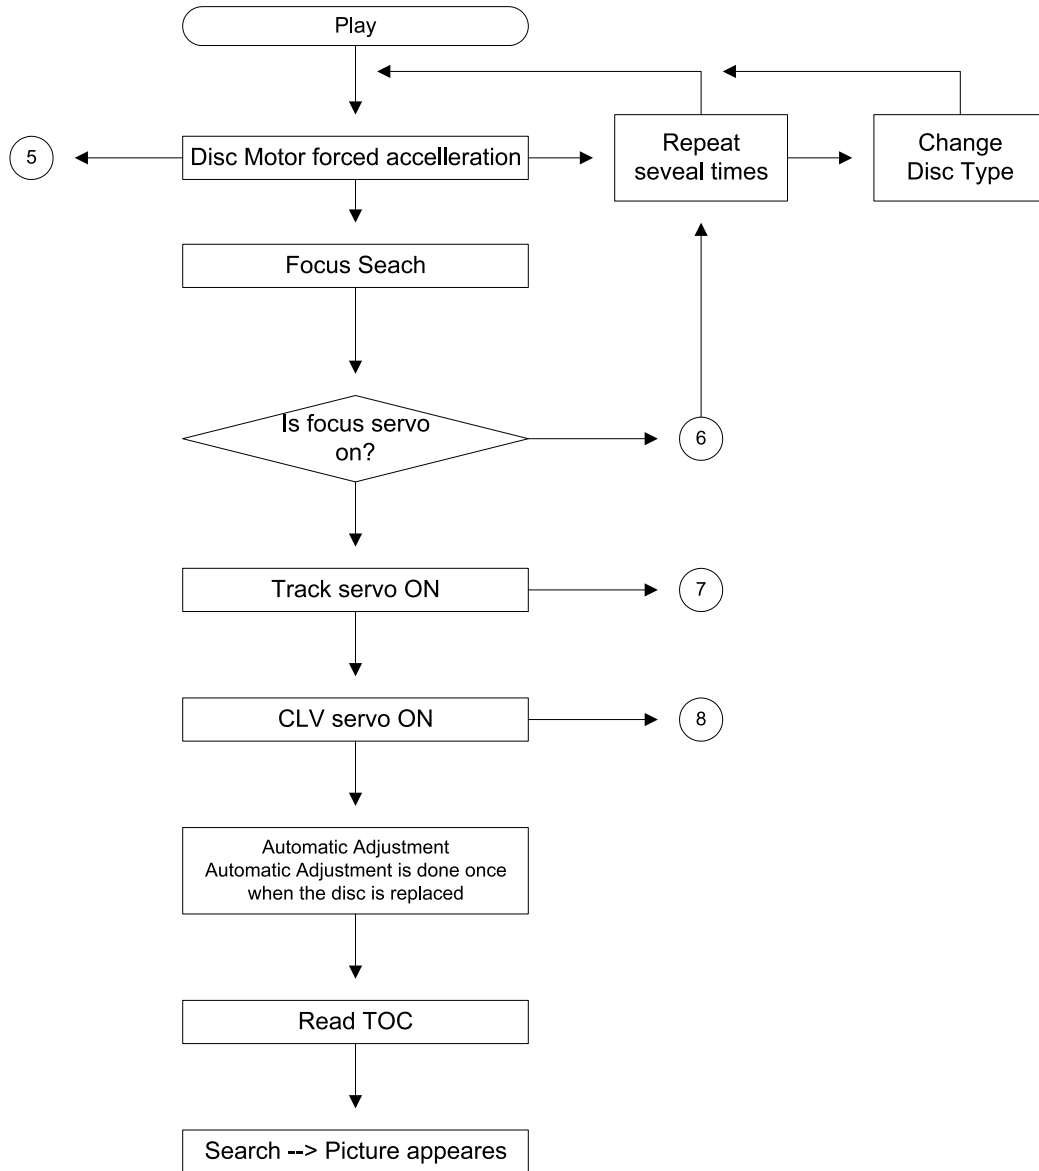 Play
5
Disc Motor forced accelleration
Repeat
seveal times
Change
Disc Type
Focus Seach
Is focus servo
on?
6
Track servo ON
7
CLV servo ON
8
Automatic Adjustment
Automatic Adjustment is done once
when the disc is replaced
Read TOC
Search --> Picture appeares